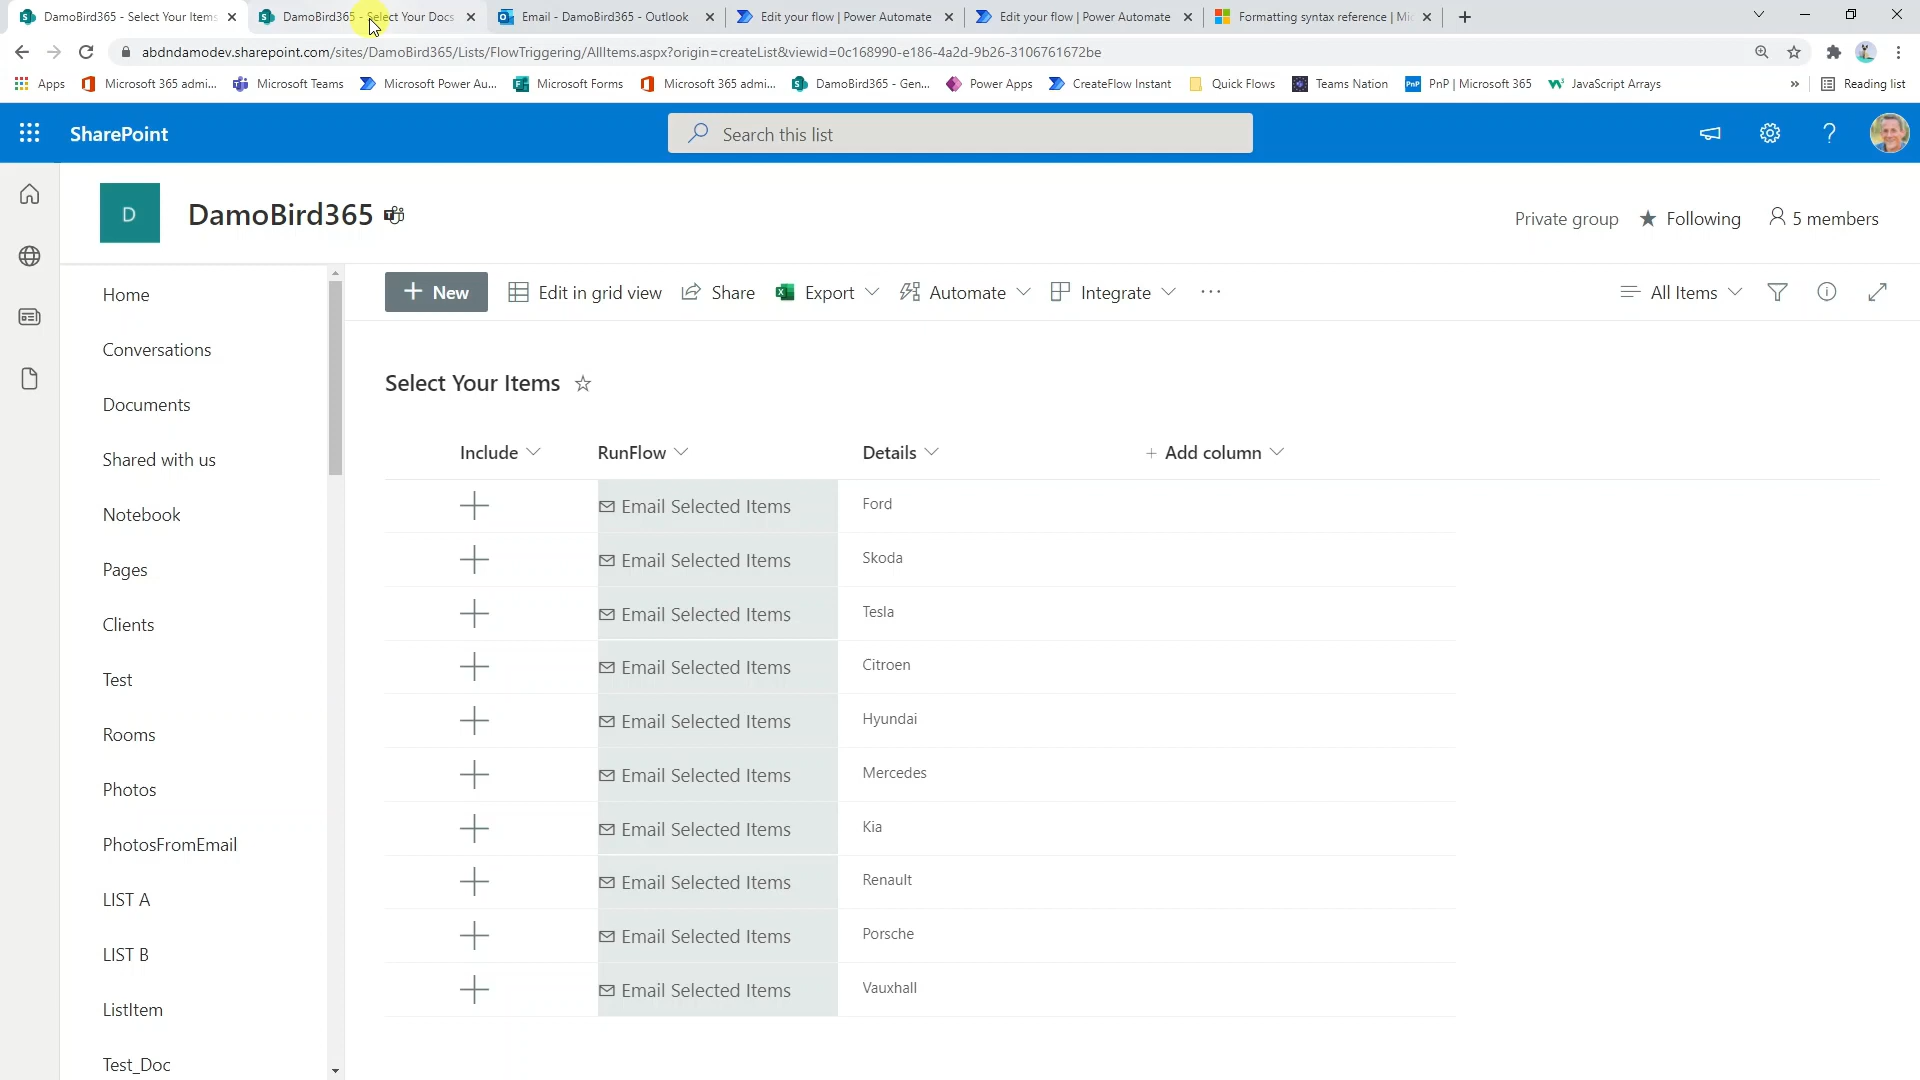 DamoBird365 - Select Your Items
DamoBird365 - Select Your Docs
Email - DamoBird365 - Outlook
Edit your flow | Power Automate
Edit your flow | Power Automate
Formatting syntax reference | Mic
abdndamodev.sharepoint.com/sites/DamoBird365/Lists/FlowTriggering/AllItems.aspx?origin=createList&viewid=0c168990-e186-4a2d-9b26-3106761672be
Apps
Microsoft 365 admi...
Microsoft Teams
Microsoft Power Au...
Microsoft Forms
Microsoft 365 admi...
DamoBird365 - Gen...
Power Apps
CreateFlow Instant
Quick Flows
Teams Nation
PnP | Microsoft 365
JavaScript Arrays
»
Reading list
SharePoint
Search this list
D
DamoBird365
Private group
Following
5 members
Home
Conversations
Documents
Shared with us
Notebook
Pages
Clients
Test
Rooms
Photos
PhotosFromEmail
LIST A
LIST B
ListItem
Test_Doc
+ New
Edit in grid view
Share
Export
Automate
Integrate
...
All Items
Select Your Items
Include
RunFlow
Details
+ Add column
Email Selected Items Ford
Email Selected Items Skoda
Email Selected Items Tesla
Email Selected Items Citroen
Email Selected Items Hyundai
Email Selected Items Mercedes
Email Selected Items Kia
Email Selected Items Renault
Email Selected Items Porsche
Email Selected Items Vauxhall